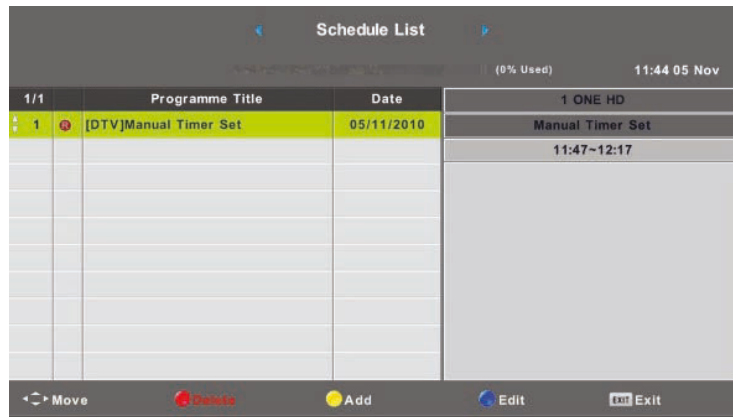 Schedule List
(0% Used) 11:44 05 Nov
1/1 Programme Title Date 1 ONE HD
1 R [DTV]Manual Timer Set 05/11/2010 Manual Timer Set
11:47~12:17
Move Delete Add Edit EXIT Exit